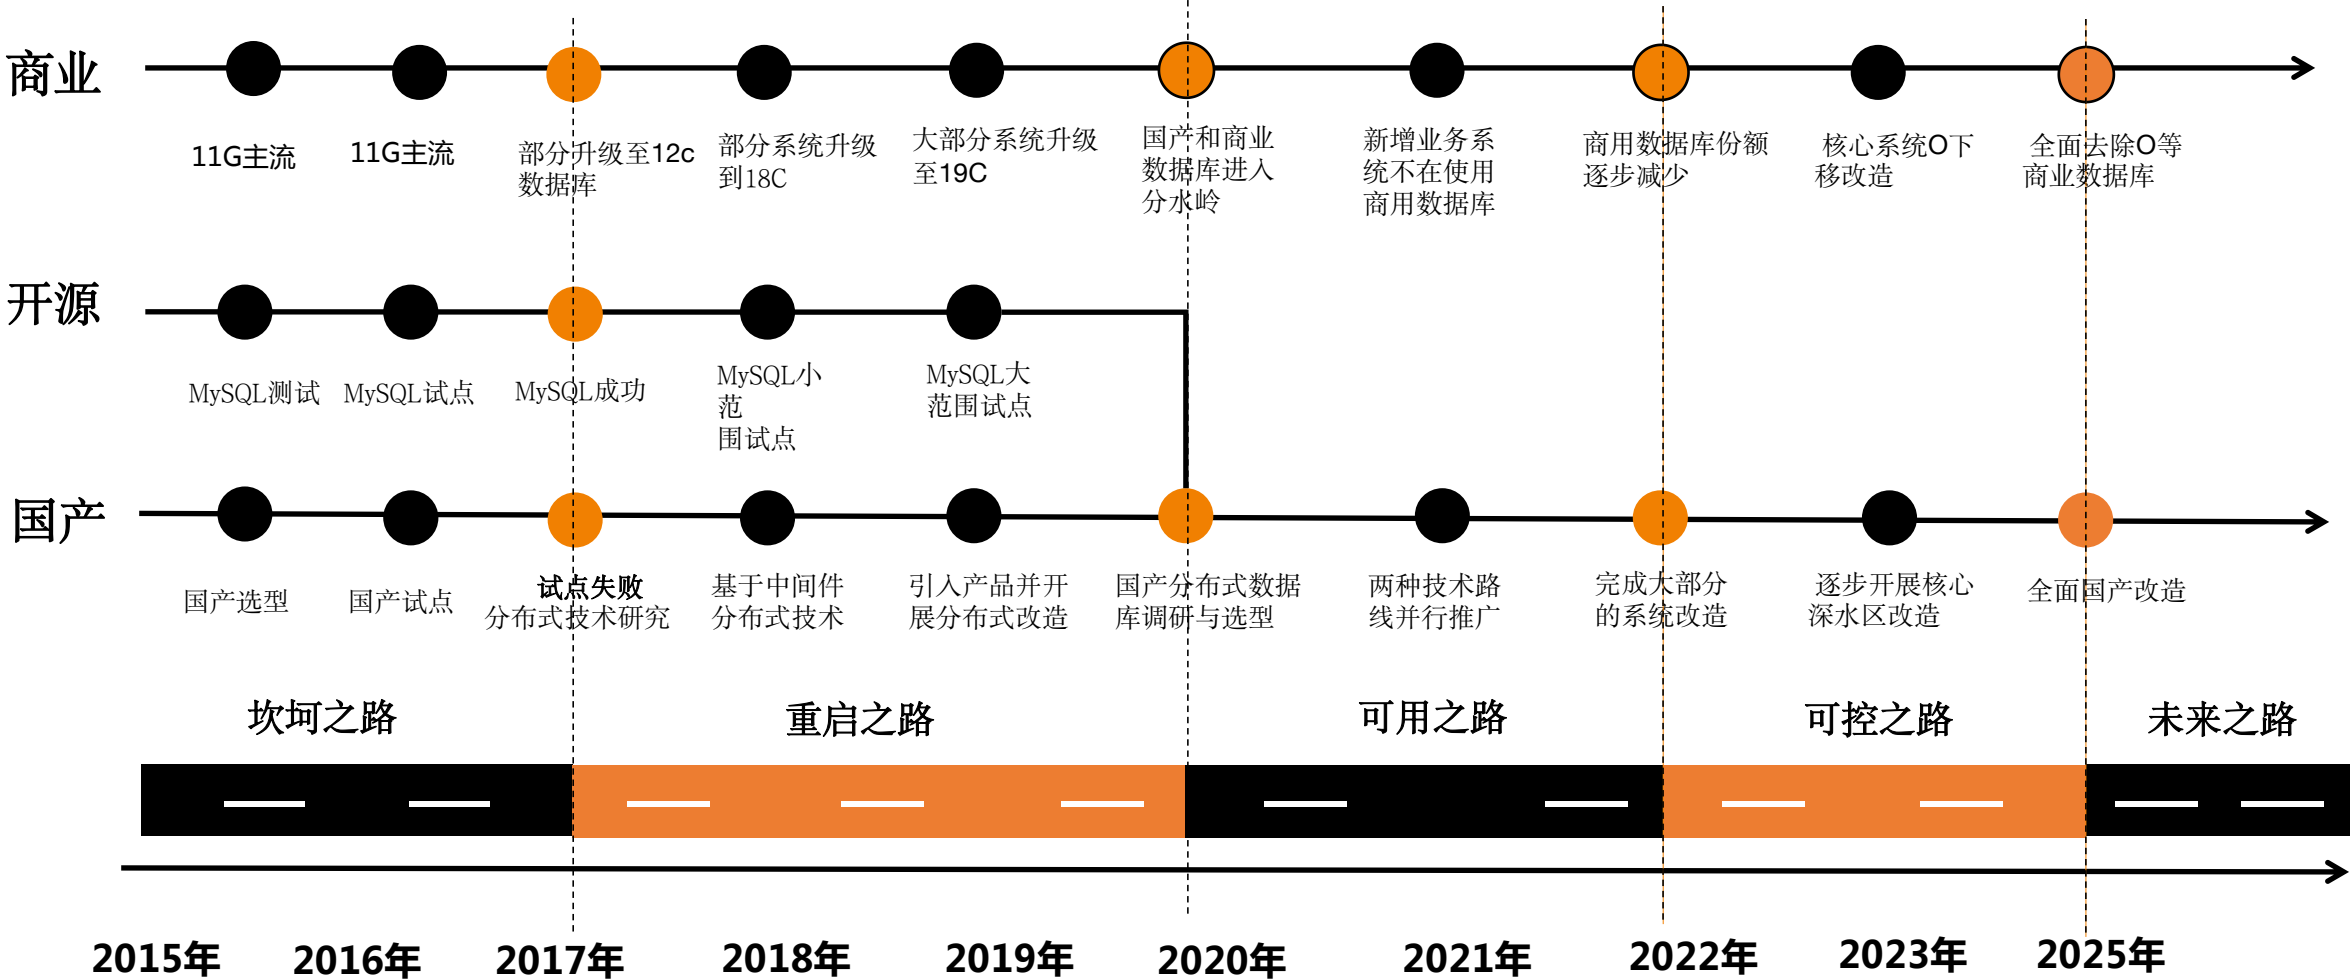 商业
11G主流
11G主流
部分升级至12c
数据库
部分系统升级
到18C
大部分系统升级
至19C
国产和商业
数据库进入
分水岭
新增业务系
统不在使用
商用数据库
商用数据库份额
逐步减少
核心系统O下
移改造
全面去除O等
商业数据库
开源
MySQL测试
MySQL试点
MySQL成功
MySQL小
范
围试点
MySQL大
范围试点
国产
国产选型
国产试点
试点失败
分布式技术研究
基于中间件
分布式技术
引入产品并开
展分布式改造
国产分布式数据
库调研与选型
两种技术路
线并行推广
完成大部分
的系统改造
逐步开展核心
深水区改造
全面国产改造
坎坷之路
重启之路
可用之路
可控之路
未来之路
2015年
2016年
2017年
2018年
2019年
2020年
2021年
2022年
2023年
2025年